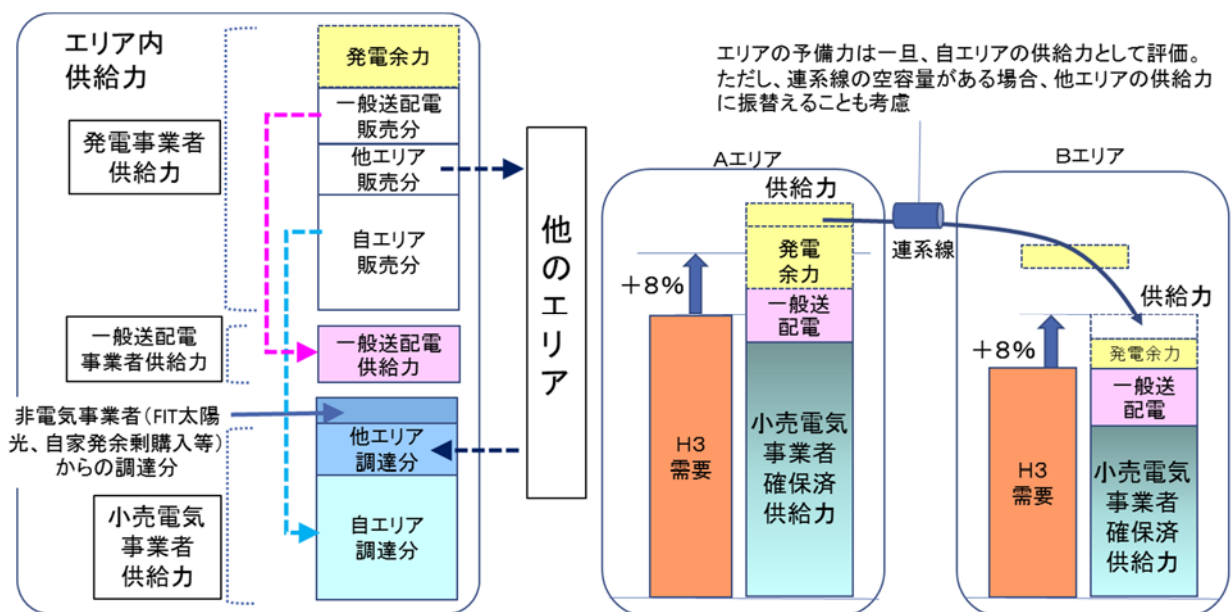 エリア内
供給力
発電事業者
供給力
一般送配電
事業者供給力
非電気事業者(FIT太陽
光、自家発余剰購入等)
からの調達分
小売電気
事業者
供給力
発電余力
一般送配電
販売分
他エリア
販売分
自エリア
販売分
一般送配電
供給力
他エリア
調達分
自エリア
調達分
他のエリア
エリアの予備力は一旦、自エリアの供給力として評価。
ただし、連系線の空容量がある場合、他エリアの供給力
に振替えることも考慮
Aエリア
供給力
+8%
発電
余力
一般送
配電
H3
需要
小売電気
事業者
確保済
供給力
連系線
Bエリア
供給力
+8%
発電余力
一般送
配電
H3
需要
小売電気
事業者
確保済
供給力